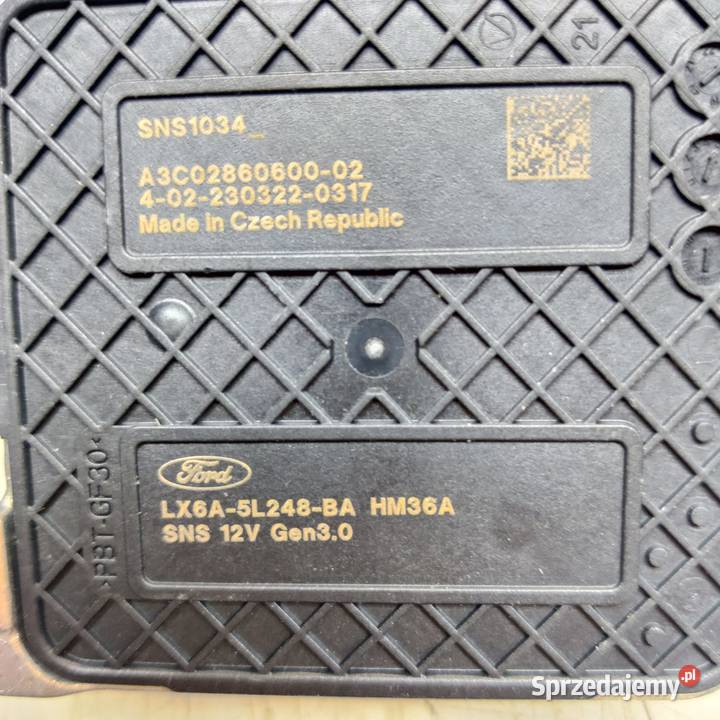 21
SNS1034_
A3C02860600-02
4-02-230322-0317
Made in Czech Republic
>PBT-GF30<
Ford
LX6A-5L248-BA HM36A
SNS 12V Gen3.0
Sprzedajemy.pl